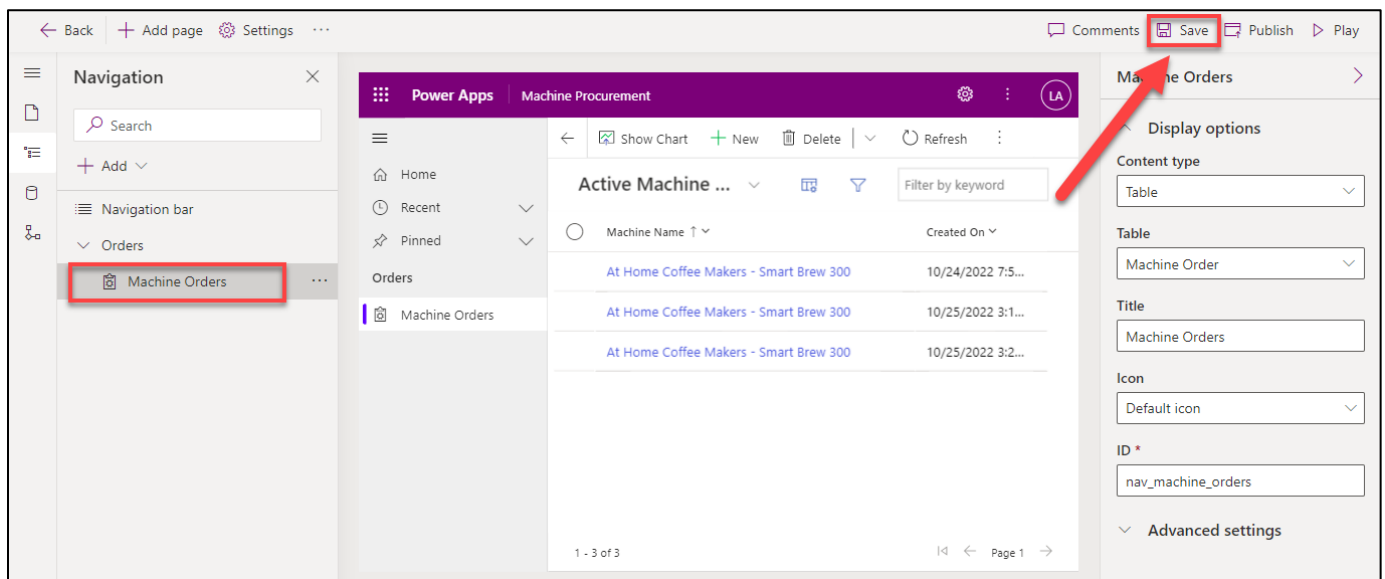 Back Add page Settings ...
Comments Save Publish Play
Navigation
Search
Add
Navigation bar
Orders
Machine Orders ...
Power Apps Machine Procurement LA
Show Chart New Delete Refresh
Home
Recent
Pinned
Orders
Machine Orders
Active Machine ... Filter by keyword
Machine Name Created On
At Home Coffee Makers - Smart Brew 300 10/24/2022 7:5...
At Home Coffee Makers - Smart Brew 300 10/25/2022 3:1...
At Home Coffee Makers - Smart Brew 300 10/25/2022 3:2...
1 - 3 of 3 Page 1
Orders
Display options
Content type
Table
Table
Machine Order
Title
Machine Orders
Icon
Default icon
ID *
nav_machine_orders
Advanced settings